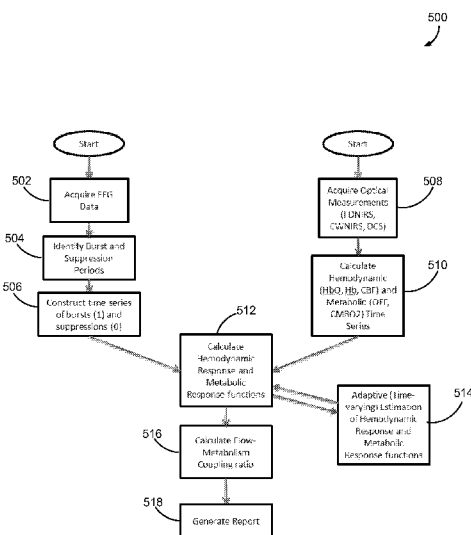 500
Start
502
Acquire EEG
Data
504
Identify Burst and
Suppression
Periods
506
Construct time series
of bursts (1) and
suppressions (0)
Start
508
Acquire Optical
Measurements
(FDNIRS,
CWNIRS, DCS)
510
Calculate
Hemodynamic
(HbO, Hb, CBF) and
Metabolic (OEF,
CMRO2) Time
Series
512
Calculate
Hemodynamic
Response and
Metabolic
Response functions
514
Adaptive (Time-
varying) Estimation
of Hemodynamic
Response and
Metabolic
Response functions
516
Calculate Flow-
Metabolism
Coupling ratio
518
Generate Report